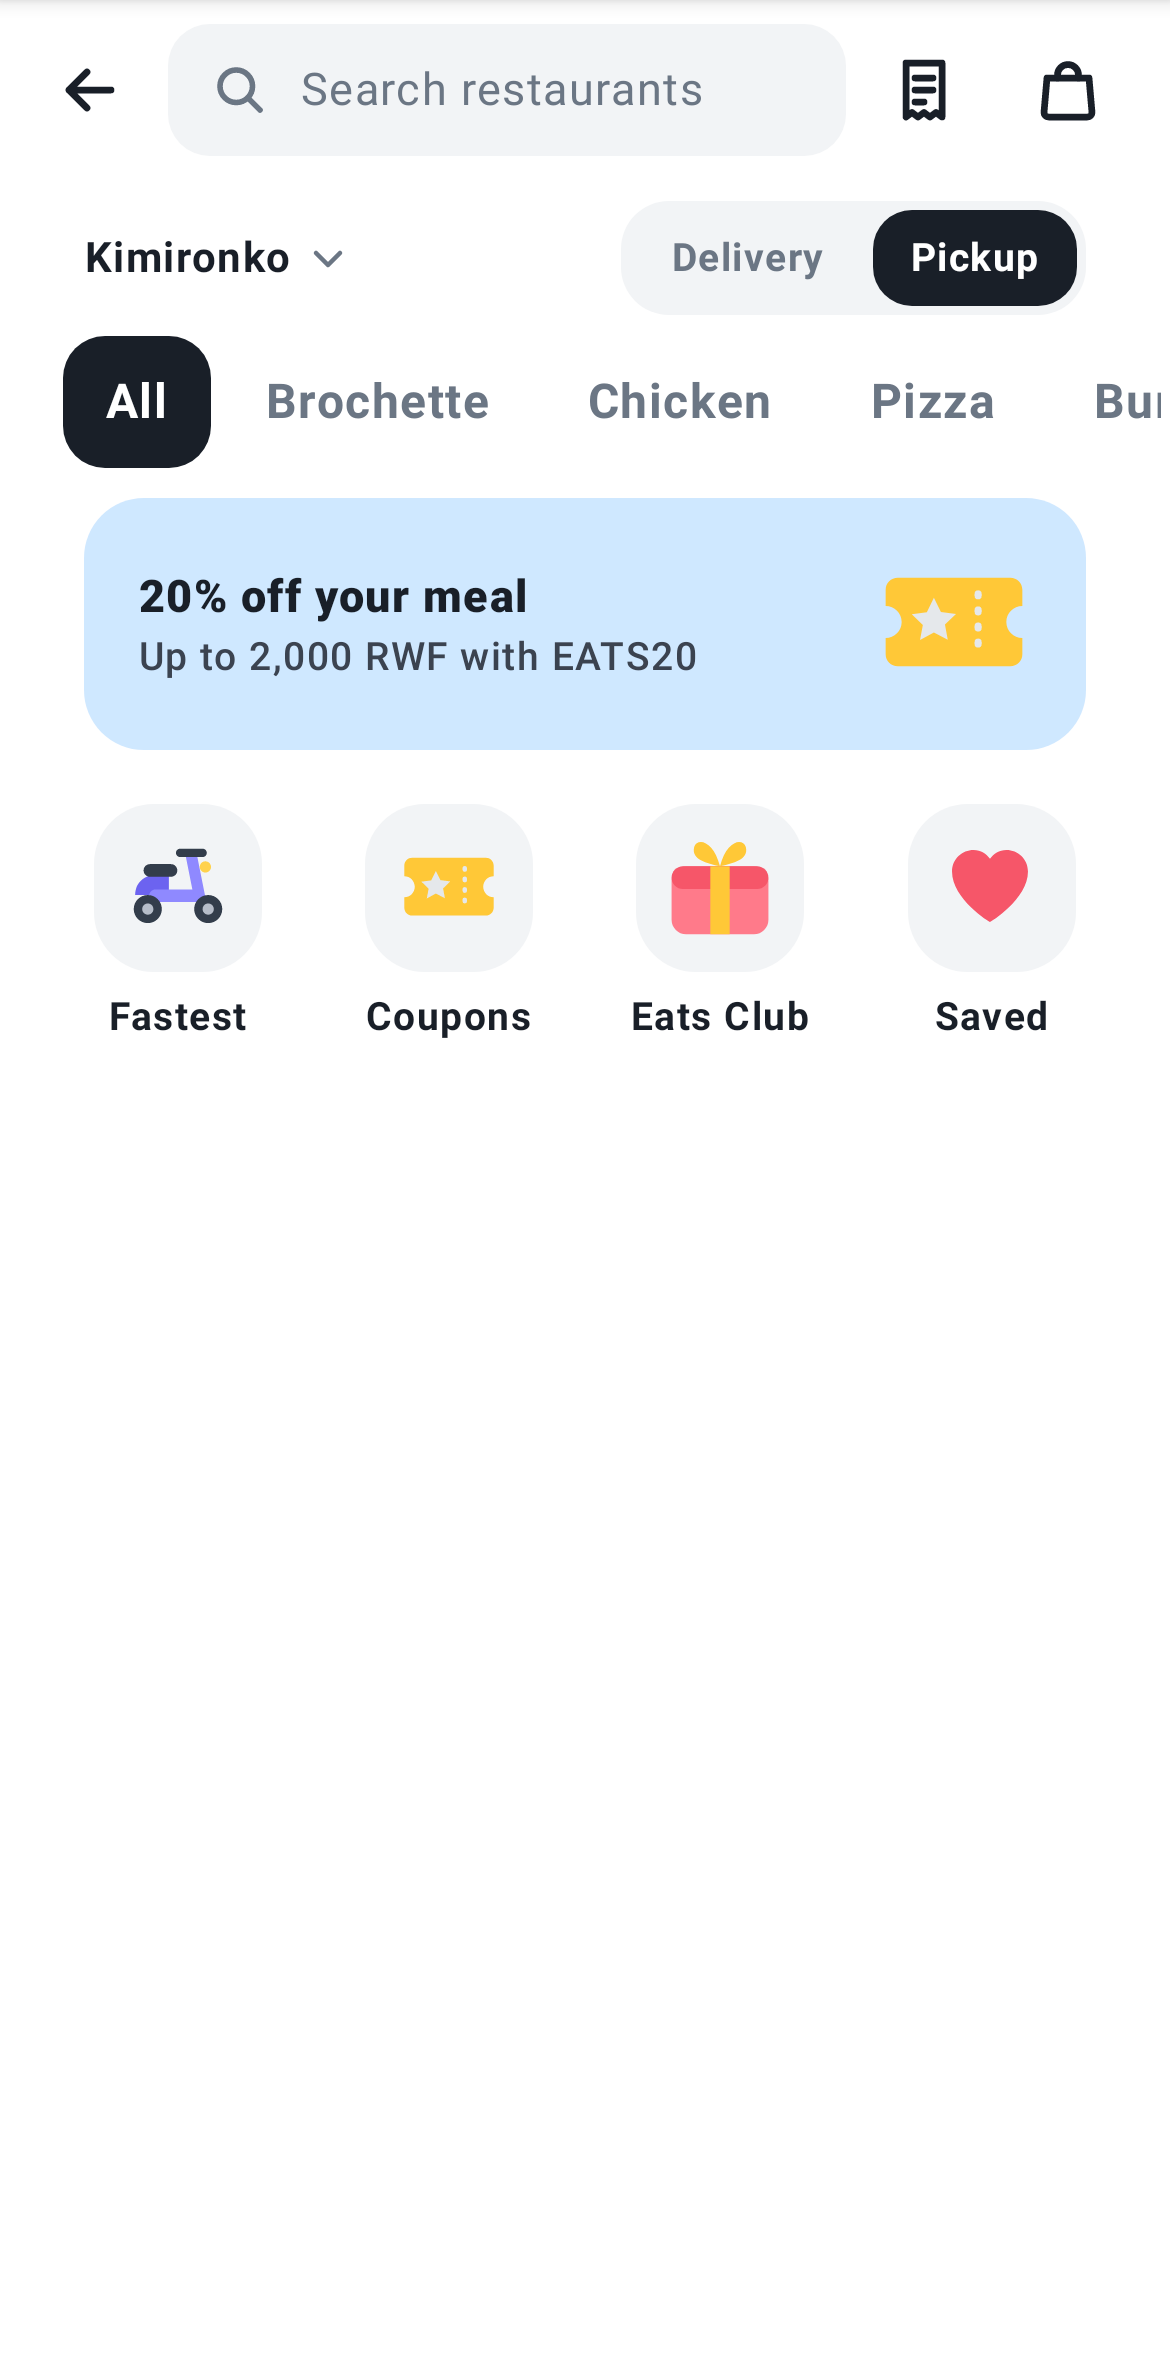 Search restaurants
Kimironko
Delivery
Pickup
All
Brochette
Chicken
Pizza
20% off your meal
Up to 2,000 RWF with EATS20
Fastest
Coupons
Eats Club
Saved